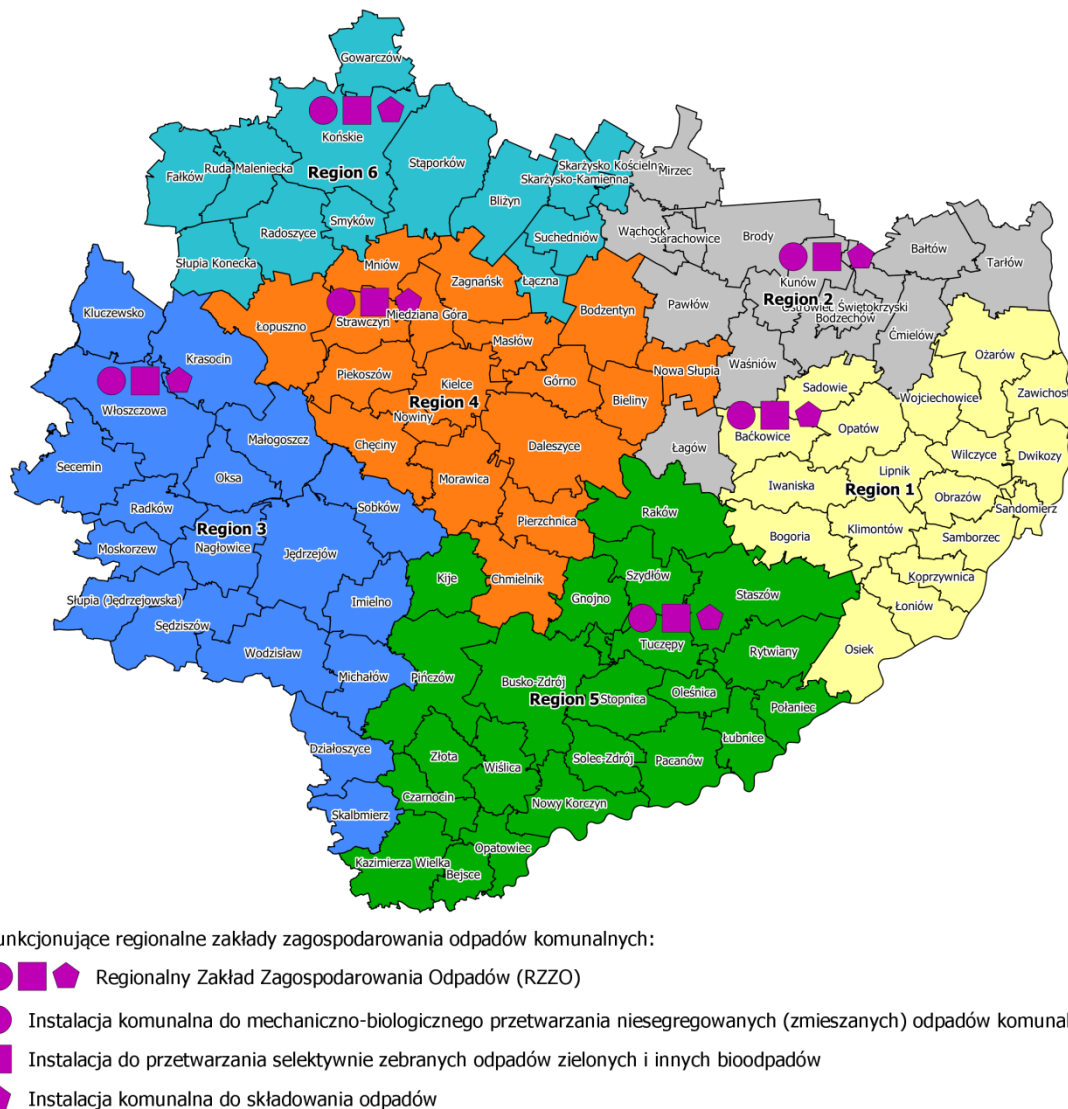 Gowarczów
Końskie
Stąporków
Ruda Maleniecka
Fałków
Region 6
Skarżysko Kościeln
Mirzec
Skarżysko-Kamienna
Bliżyn
Smyków
Radoszyce
Suchedniów
Wąchock
Starachowice
Brody
Bałtów
Tarłów
Słupia Konecka
Mniów
Zagnańsk
Łączna
Kunów
Region 2
Ostrowiec Świętokrzyski
Bodzechów
Pawłów
Bodzentyn
Kluczewsko
Łopuszno
Strawczyn
Miedziana Góra
Masłów
Ćmielów
Krasocin
Ożarów
Waśniów
Nowa Słupia
Piekoszów
Kielce
Górno
Sadowie
Zawichost
Wojciechowice
Region 4
Bieliny
Włoszczowa
Nowiny
Baćkowice
Opatów
Małogoszcz
Chęciny
Daleszyce
Łagów
Wilczyce
Dwikozy
Secemin
Oksa
Morawica
Lipnik
Iwaniska
Region 1
Obrazów
Radków
Sobków
Raków
Sandomierz
Region 3
Pierzchnica
Bogoria
Klimontów
Samborzec
Moskorzew
Nagłowice
Jędrzejów
Kije
Chmielnik
Szydłów
Koprzywnica
Słupia (Jędrzejowska)
Imielno
Gnojno
Staszów
Łoniów
Sędziszów
Tuczępy
Rytwiany
Osiek
Wodzisław
Michałów
Pińczów
Busko-Zdrój
Oleśnica
Region 5
Stopnica
Połaniec
Działoszyce
Łubnice
Złota
Wiślica
Solec-Zdrój
Pacanów
Czarnocin
Nowy Korczyn
Skalbmierz
Opatowiec
Kazimierza Wielka
Bejsce
unkcjonujące regionalne zakłady zagospodarowania odpadów komunalnych:
Regionalny Zakład Zagospodarowania Odpadów (RZZO)
Instalacja komunalna do mechaniczno-biologicznego przetwarzania niesegregowanych (zmieszanych) odpadów komuna
Instalacja do przetwarzania selektywnie zebranych odpadów zielonych i innych bioodpadów
Instalacja komunalna do składowania odpadów